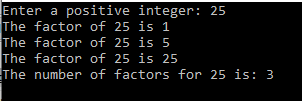 Enter a positive integer: 25
The factor of 25 is 1
The factor of 25 is 5
The factor of 25 is 25
The number of factors for 25 is: 3